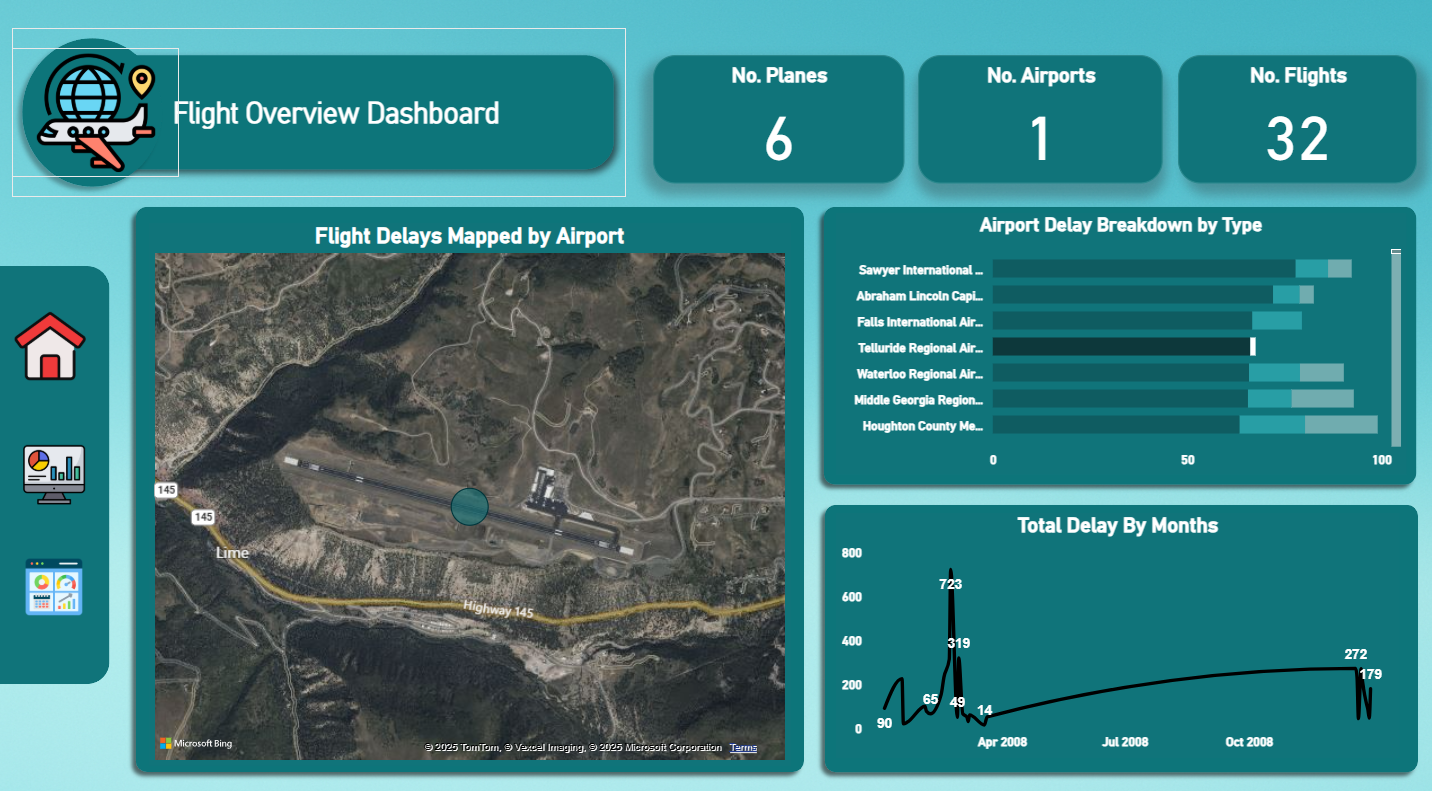 Flight Overview Dashboard
No. Planes
6
No. Airports
1
No. Flights
32
Flight Delays Mapped by Airport
145
145
Lime
Highway 145
Microsoft Bing
© 2025 TomTom, © Vexcel Imaging, © 2025 Microsoft Corporation Terms
Airport Delay Breakdown by Type
Sawyer International ...
Abraham Lincoln Capi...
Falls International Air...
Telluride Regional Air...
Waterloo Regional Air...
Middle Georgia Region...
Houghton County Me...
0 50 100
Total Delay By Months
800
600
400
200
0
90
65
723
319
49
14
272
179
Apr 2008 Jul 2008 Oct 2008